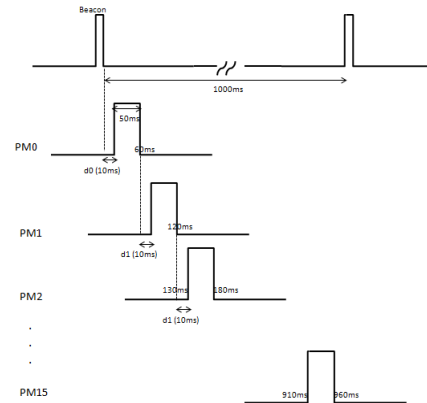 Beacon
1000ms
50ms
PM0
60ms
d0 (10ms)
PM1
120ms
d1 (10ms)
PM2
130ms
180ms
d1 (10ms)
.
.
.
PM15
910ms
960ms